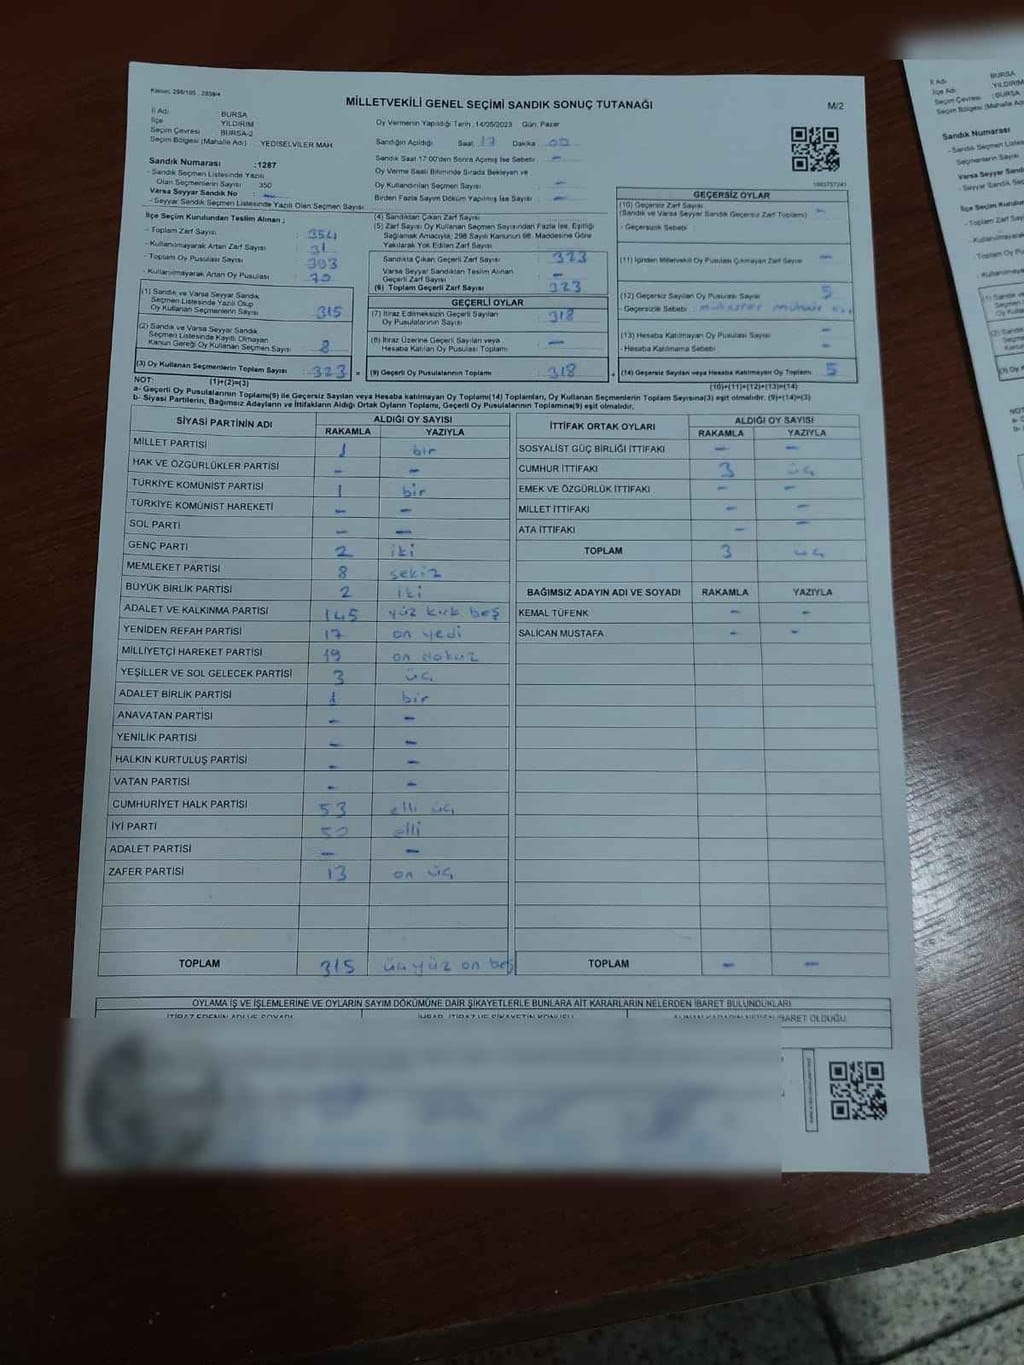 Kanun: 298/105 , 2839/4
MİLLETVEKİLİ GENEL SEÇİMİ SANDIK SONUÇ TUTANAĞI
M/2
İl Adı BURSA
İlçe YILDIRIM
Seçim Çevresi BURSA-2
Seçim Bölgesi (Mahalle Adı) : YEDİSELVİLER MAH.
Sandık Numarası :1287
- Sandık Seçmen Listesinde Yazılı
Olan Seçmenlerin Sayısı 350
Varsa Seyyar Sandık No : -
- Seyyar Sandık Seçmen Listesinde Yazılı Olan Seçmen Sayısı
Oy Vermenin Yapıldığı Tarih :14/05/2023 Gün: Pazar
Sandığın Açıldığı Saat 17 Dakika 00
Sandık Saat 17:00'den Sonra Açılmış İse Sebebi : -
Oy Verme Saati Bitiminde Sırada Bekleyen ve
Oy Kullandırılan Seçmen Sayısı : -
Birden Fazla Sayım Döküm Yapılmış İse Sayısı : -
İlçe Seçim Kurulundan Teslim Alınan ;
- Toplam Zarf Sayısı : 354
- Kullanılmayarak Artan Zarf Sayısı : 31
- Toplam Oy Pusulası Sayısı : 393
- Kullanılmayarak Artan Oy Pusulası : 70
(1) Sandık ve Varsa Seyyar Sandık
Seçmen Listesinde Yazılı Olup
Oy Kullanan Seçmenlerin Sayısı : 315
(2) Sandık ve Varsa Seyyar Sandık
Seçmen Listesinde Kayıtlı Olmayan
Kanun Gereği Oy Kullanan Seçmen Sayısı : 8
(3) Oy Kullanan Seçmenlerin Toplam Sayısı : 323 =
(4) Sandıktan Çıkan Zarf Sayısı
(5) Zarf Sayısı Oy Kullanan Seçmen Sayısından Fazla İse, Eşitliği
Sağlamak Amacıyla, 298 Sayılı Kanunun 98. Maddesine Göre
Yakılarak Yok Edilen Zarf Sayısı
Sandıkta Çıkan Geçerli Zarf Sayısı : 323
Varsa Seyyar Sandıktan Teslim Alınan
Geçerli Zarf Sayısı : -
(6) Toplam Geçerli Zarf Sayısı : 323
GEÇERLİ OYLAR
(7) İtiraz Edilmeksizin Geçerli Sayılan
Oy Pusulalarının Sayısı : 318
(8) İtiraz Üzerine Geçerli Sayılan veya
Hesaba Katılan Oy Pusulası Toplamı : -
(9) Geçerli Oy Pusulalarının Toplamı : 318 +
GEÇERSİZ OYLAR
(10) Geçersiz Zarf Sayısı
(Sandık ve Varsa Seyyar Sandık Geçersiz Zarf Toplamı) : -
- Geçersizlik Sebebi :
(11) İçinden Milletvekili Oy Pusulası Çıkmayan Zarf Sayısı -
(12) Geçersiz Sayılan Oy Pusulası Sayısı : 5
- Geçersizlik Sebebi : mükerrer mühür
(13) Hesaba Katılmayan Oy Pusulası Sayısı : -
- Hesaba Katılmama Sebebi : -
(14) Geçersiz Sayılan veya Hesaba Katılmayan Oy Toplamı : 5
NOT: (1)+(2)=(3)
(10)+(11)+(12)+(13)=(14)
a- Geçerli Oy Pusulalarının Toplamı(9) ile Geçersiz Sayılan veya Hesaba katılmayan Oy Toplamı(14) Toplamları, Oy Kullanan Seçmenlerin Toplam Sayısına(3) eşit olmalıdır. (9)+(14)=(3)
b- Siyasi Partilerin, Bağımsız Adayların ve İttifakların Aldığı Ortak Oyların Toplamı, Geçerli Oy Pusulalarının Toplamına(9) eşit olmalıdır.
SİYASİ PARTİNİN ADI ALDIĞI OY SAYISI
RAKAMLA YAZIYLA
MİLLET PARTİSİ 1 bir
HAK VE ÖZGÜRLÜKLER PARTİSİ - -
TÜRKİYE KOMÜNİST PARTİSİ 1 bir
TÜRKİYE KOMÜNİST HAREKETİ - -
SOL PARTİ - -
GENÇ PARTİ 2 iki
MEMLEKET PARTİSİ 8 sekiz
BÜYÜK BİRLİK PARTİSİ 2 iki
ADALET VE KALKINMA PARTİSİ 145 yüz kırk beş
YENİDEN REFAH PARTİSİ 17 on yedi
MİLLİYETÇİ HAREKET PARTİSİ 19 on dokuz
YEŞİLLER VE SOL GELECEK PARTİSİ 3 üç
ADALET BİRLİK PARTİSİ 1 bir
ANAVATAN PARTİSİ - -
YENİLİK PARTİSİ - -
HALKIN KURTULUŞ PARTİSİ - -
VATAN PARTİSİ - -
CUMHURİYET HALK PARTİSİ 53 elli üç
İYİ PARTİ 50 elli
ADALET PARTİSİ - -
ZAFER PARTİSİ 13 on üç
TOPLAM 315 üçyüz on beş
İTTİFAK ORTAK OYLARI ALDIĞI OY SAYISI
RAKAMLA YAZIYLA
SOSYALİST GÜÇ BİRLİĞİ İTTİFAKI - -
CUMHUR İTTİFAKI 3 üç
EMEK VE ÖZGÜRLÜK İTTİFAKI - -
MİLLET İTTİFAKI - -
ATA İTTİFAKI - -
TOPLAM 3 üç
BAĞIMSIZ ADAYIN ADI VE SOYADI RAKAMLA YAZIYLA
KEMAL TÜFENK - -
SALİCAN MUSTAFA - -
TOPLAM - -
OYLAMA İŞ VE İŞLEMLERİNE VE OYLARIN SAYIM DÖKÜMÜNE DAİR ŞİKAYETLERLE BUNLARA AİT KARARLARIN NELERDEN İBARET BULUNDUKLARI
İTİRAZ EDENİN ADI VE SOYADI İHBAR, İTİRAZ VE ŞİKAYETİN KONUSU ALINAN KARARIN NEDEN İBARET OLDUĞU
İl Adı BURSA
İlçe Adı YILDIRIM
Seçim Çevresi : BURSA
Seçim Bölgesi (Mahalle Adı)
Sandık Numarası